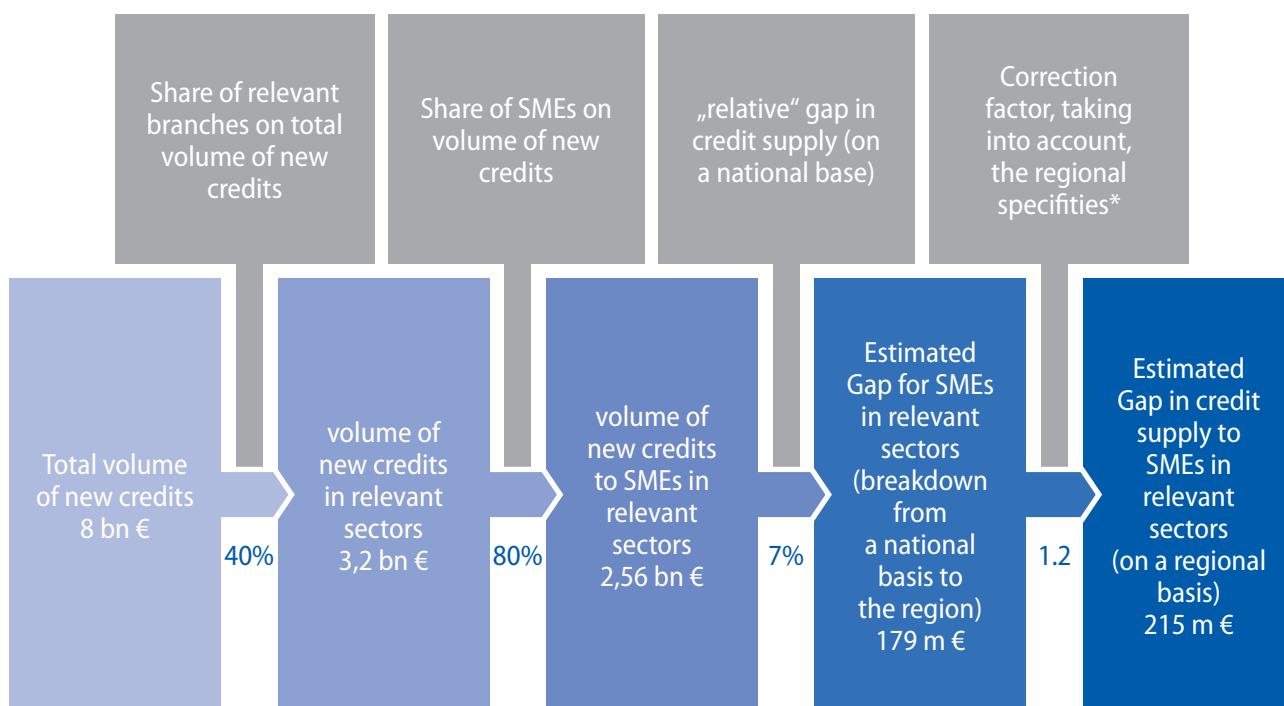 Share of relevant
branches on total
volume of new
credits
Share of SMEs on
volume of new
credits
„relative“ gap in
credit supply (on
a national base)
Correction
factor, taking
into account,
the regional
specifities*
Total volume
of new credits
8 bn €
40%
volume of
new credits
in relevant
sectors
3,2 bn €
80%
volume of
new credits
to SMEs in
relevant
sectors
2,56 bn €
7%
Estimated
Gap for SMEs
in relevant
sectors
(breakdown
from
a national
basis to
the region)
179 m €
1.2
Estimated
Gap in credit
supply to
SMEs in
relevant
sectors
(on a regional
basis)
215 m €